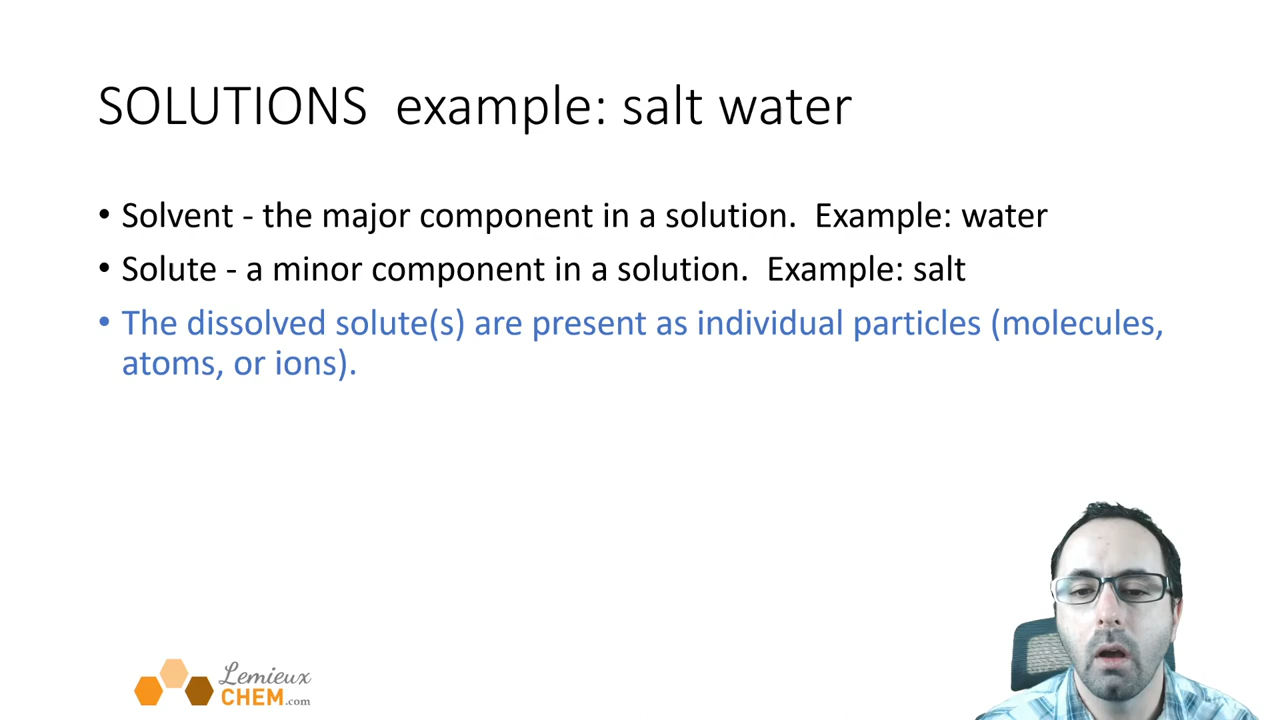 SOLUTIONS  example: salt water
• Solvent - the major component in a solution.  Example: water
• Solute - a minor component in a solution.  Example: salt
• The dissolved solute(s) are present as individual particles (molecules,
atoms, or ions).
Lemieux
CHEM.com